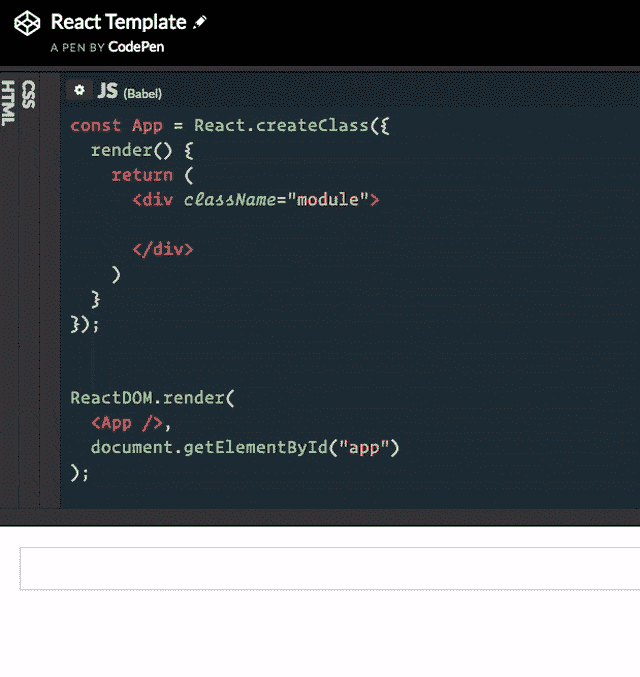 React Template
A PEN BY CodePen
HTML
CSS
JS (Babel)
const App = React.createClass({
  render() {
    return (
      <div className="module">

      </div>
    )
  }
});

ReactDOM.render(
  <App />,
  document.getElementById("app")
);